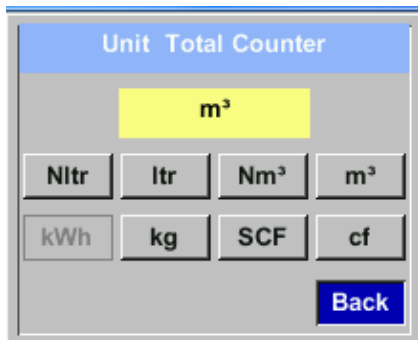 Unit Total Counter
m³
Nltr ltr Nm³ m³
kWh kg SCF cf
Back